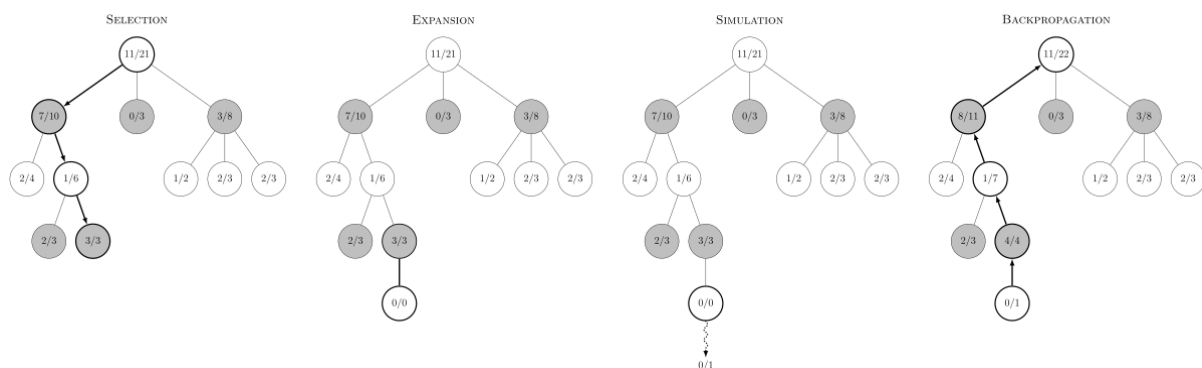 SELECTION
11/21
7/10 0/3 3/8
2/4 1/6 1/2 2/3 2/3
2/3 3/3
EXPANSION
11/21
7/10 0/3 3/8
2/4 1/6 1/2 2/3 2/3
2/3 3/3
0/0
SIMULATION
11/21
7/10 0/3 3/8
2/4 1/6 1/2 2/3 2/3
2/3 3/3
0/0
0/1
BACKPROPAGATION
11/22
8/11 0/3 3/8
2/4 1/7 1/2 2/3 2/3
2/3 4/4
0/1